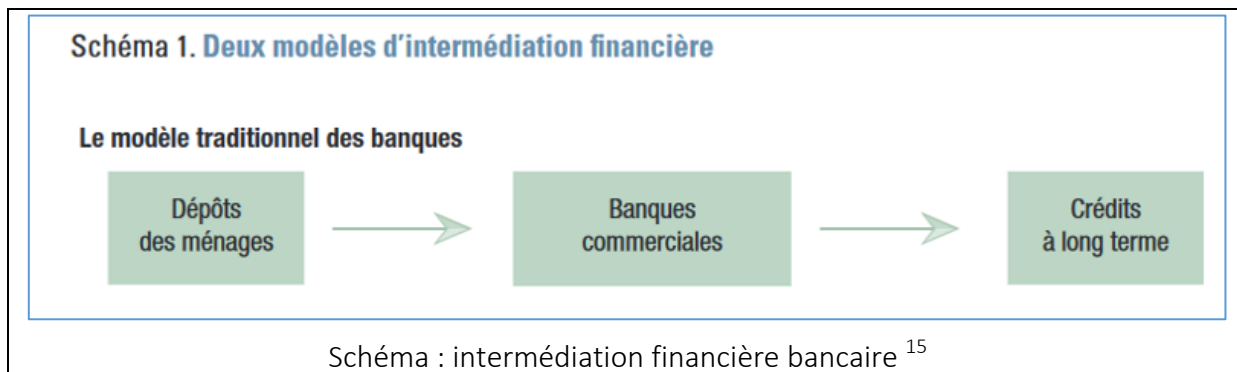 Schéma 1. Deux modèles d’intermédiation financière
Le modèle traditionnel des banques
Dépôts
des ménages
Banques
commerciales
Crédits
à long terme
Schéma : intermédiation financière bancaire 15